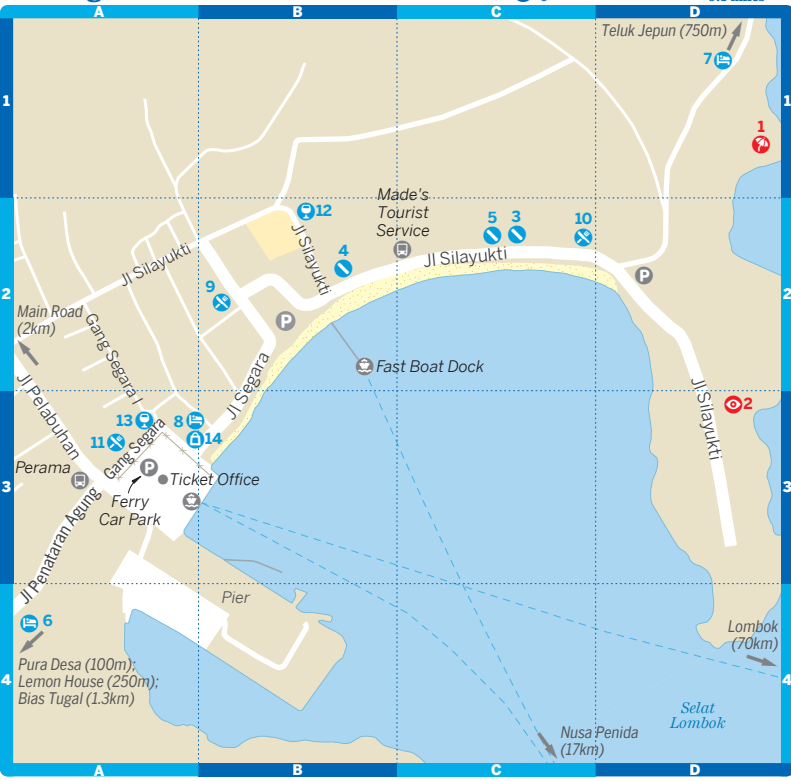 A
B
C
D
Teluk Jepun (750m)
7
1
1
1
12
Made's
Tourist
Service
5
3
10
Jl Silayukti
4
Jl Silayukti
Jl Silayukti
9
2
2
Main Road
(2km)
P
P
Gang Segara I
Fast Boat Dock
Jl Segara
Jl Pelabuhan
Jl Silayukti
2
13
8
14
11
Gang Segara
Perama
P
Ticket Office
3
3
Ferry
Car Park
Jl Penataran Agung
Pier
6
Lombok
(70km)
Pura Desa (100m);
Lemon House (250m);
Bias Tugal (1.3km)
4
4
Selat
Lombok
Nusa Penida
(17km)
A
B
C
D